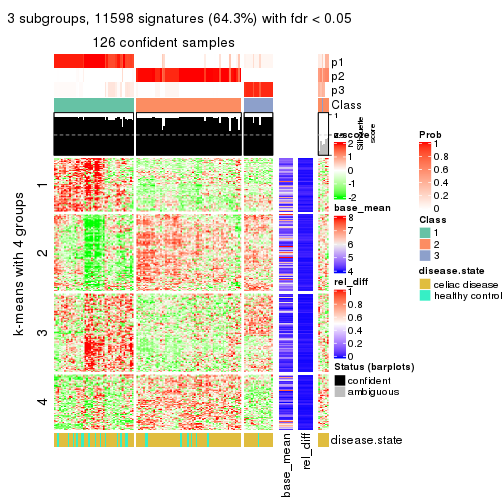 3 subgroups, 11598 signatures (64.3%) with fdr < 0.05
126 confident samples
p1
p2
p3
Class
1
Silhouette
score
z-score
2
1
0
-1
-2
base_mean
8
7
6
5
4
rel_diff
1
0.8
0.6
0.4
0.2
0
Status (barplots)
confident
ambiguous
Prob
1
0.8
0.6
0.4
0.2
0
Class
1
2
3
disease.state
celiac disease
healthy control
k-means with 4 groups
1
2
3
4
disease.state
base_mean
rel_diff